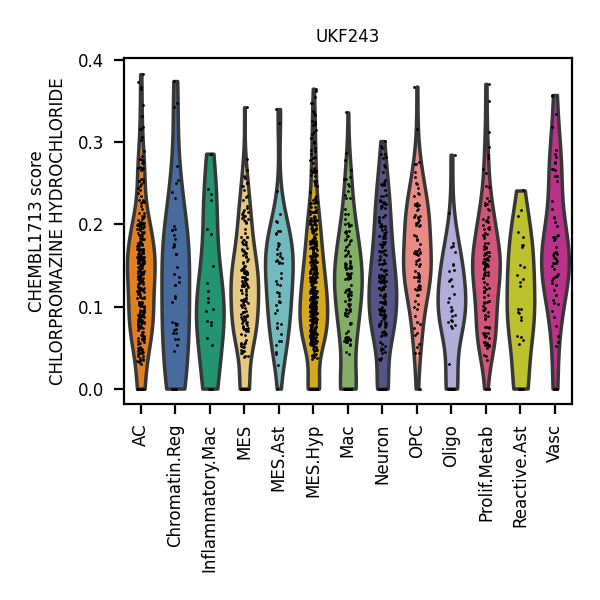 UKF243
CHEMBL1713 score
CHLORPROMAZINE HYDROCHLORIDE
0.4
0.3
0.2
0.1
0.0
AC
Chromatin.Reg
Inflammatory.Mac
MES
MES.Ast
MES.Hyp
Mac
Neuron
OPC
Oligo
Prolif.Metab
Reactive.Ast
Vasc